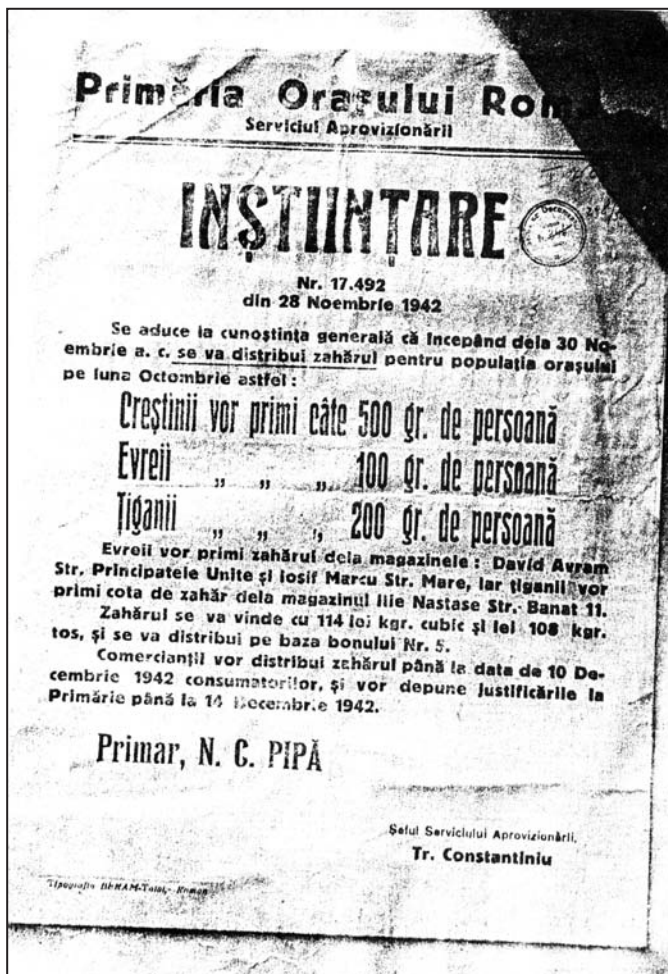 Primăria Orașului
Serviciul Aprovizionării
INȘTIINȚARE
Nr. 17.492
din 28 Noembrie 1942
Se aduce la cunoștința generală că începând dela 30 No-
embrie a. c. se va distribui zahărul pentru populația orașului
pe luna Octombrie astfel :
Creștinii vor primi câte 500 gr. de persoană
Evreii „ „ „ 100 gr. de persoană
Țiganii „ „ „ 200 gr. de persoană
Evreii vor primi zahărul dela magazinele : David Avram
Str. Principatele Unite și Iosif Marcu Str. Mare, iar țiganii vor
primi cota de zahăr dela magazinul Ilie Nastase Str. Banat 11.
Zahărul se va vinde cu 114 lei kgr. cubic și lei 108 kgr.
tos, și se va distribui pe baza bonului Nr. 5.
Comercianții vor distribui zahărul până la data de 10 De-
cembrie 1942 consumatorilor, și vor depune justificările la
Primărie până la 14 Decembrie 1942.
Primar, N. C. PIPĂ
Șeful Serviciului Aprovizionării,
Tr. Constantiniu
Tipografia Roman